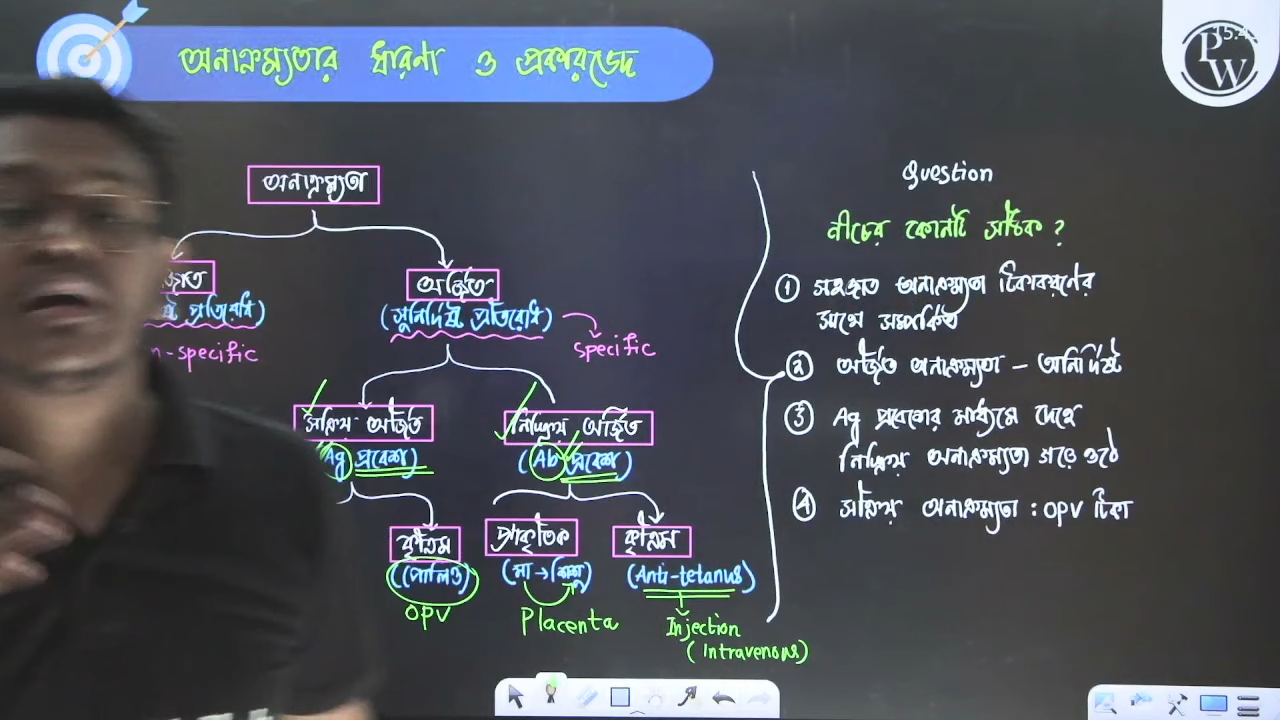 অনাক্রম্যতার ধারণা ও প্রকারভেদ
PW
অনাক্রম্যতা
অর্জিত
প্রতিরোধ)
(সুনির্দিষ্ট প্রতিরোধ)
n-specific
specific
সক্রিয় অর্জিত
নিষ্ক্রিয় অর্জিত
(Ag প্রবেশ)
(Ab প্রবেশ)
কৃত্রিম
প্রাকৃতিক
কৃত্রিম
(পোলিও)
(মা → শিশু)
(Anti-tetanus)
OPV
Placenta
Injection
(Intravenous)
Question
নীচের কোনটি সঠিক ?
① সহজাত অনাক্রম্যতা টিকাকরণের
সাথে সম্পর্কিত
② অর্জিত অনাক্রম্যতা – অনির্দিষ্ট
③ Ag প্রবেশের মাধ্যমে দেহে
নিষ্ক্রিয় অনাক্রম্যতা গড়ে ওঠে
④ সক্রিয় অনাক্রম্যতা : OPV টিকা